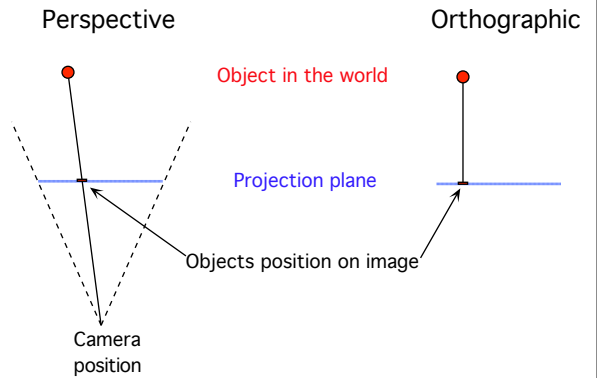 Perspective
Orthographic
Object in the world
Projection plane
Objects position on image
Camera
position